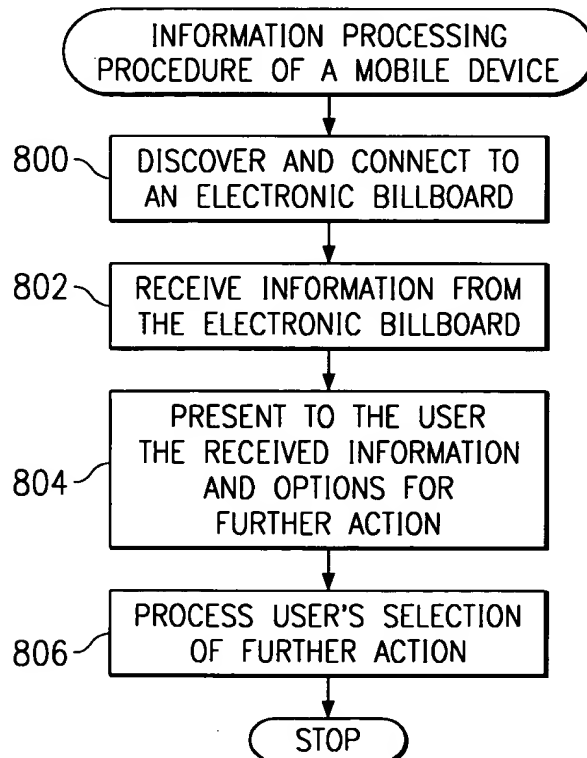 INFORMATION PROCESSING
PROCEDURE OF A MOBILE DEVICE
800
DISCOVER AND CONNECT TO
AN ELECTRONIC BILLBOARD
802
RECEIVE INFORMATION FROM
THE ELECTRONIC BILLBOARD
804
PRESENT TO THE USER
THE RECEIVED INFORMATION
AND OPTIONS FOR
FURTHER ACTION
806
PROCESS USER'S SELECTION
OF FURTHER ACTION
STOP